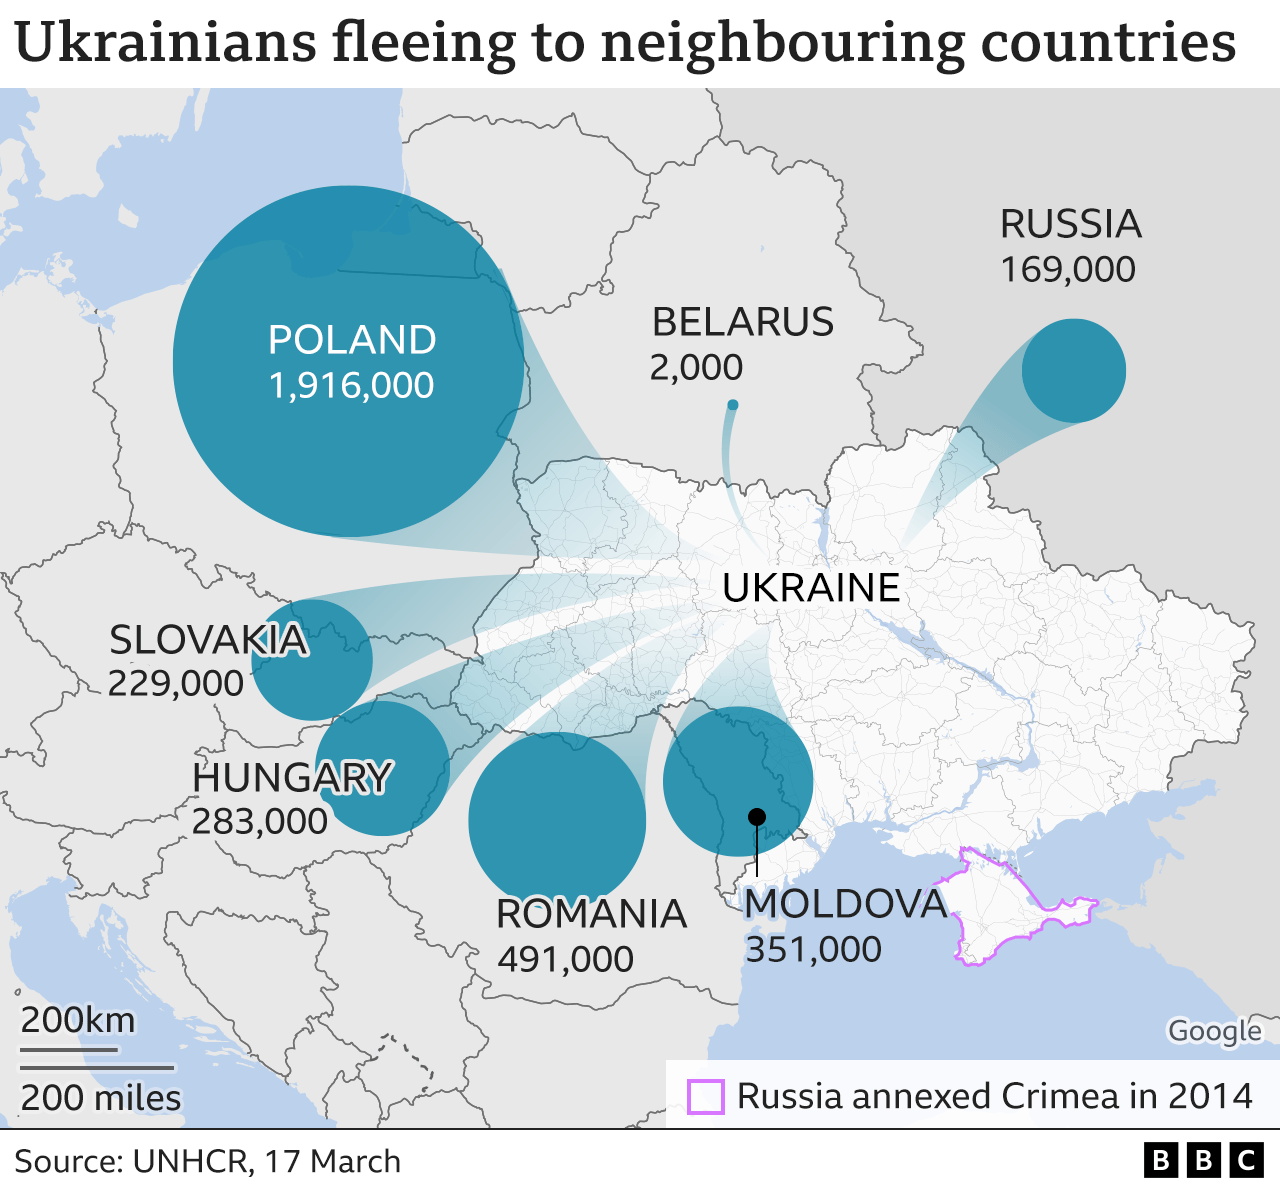 Ukrainians fleeing to neighbouring countries
RUSSIA
169,000
BELARUS
2,000
POLAND
1,916,000
UKRAINE
SLOVAKIA
229,000
HUNGARY
283,000
ROMANIA
491,000
MOLDOVA
351,000
200km
200 miles
Google
Russia annexed Crimea in 2014
Source: UNHCR, 17 March
BBC